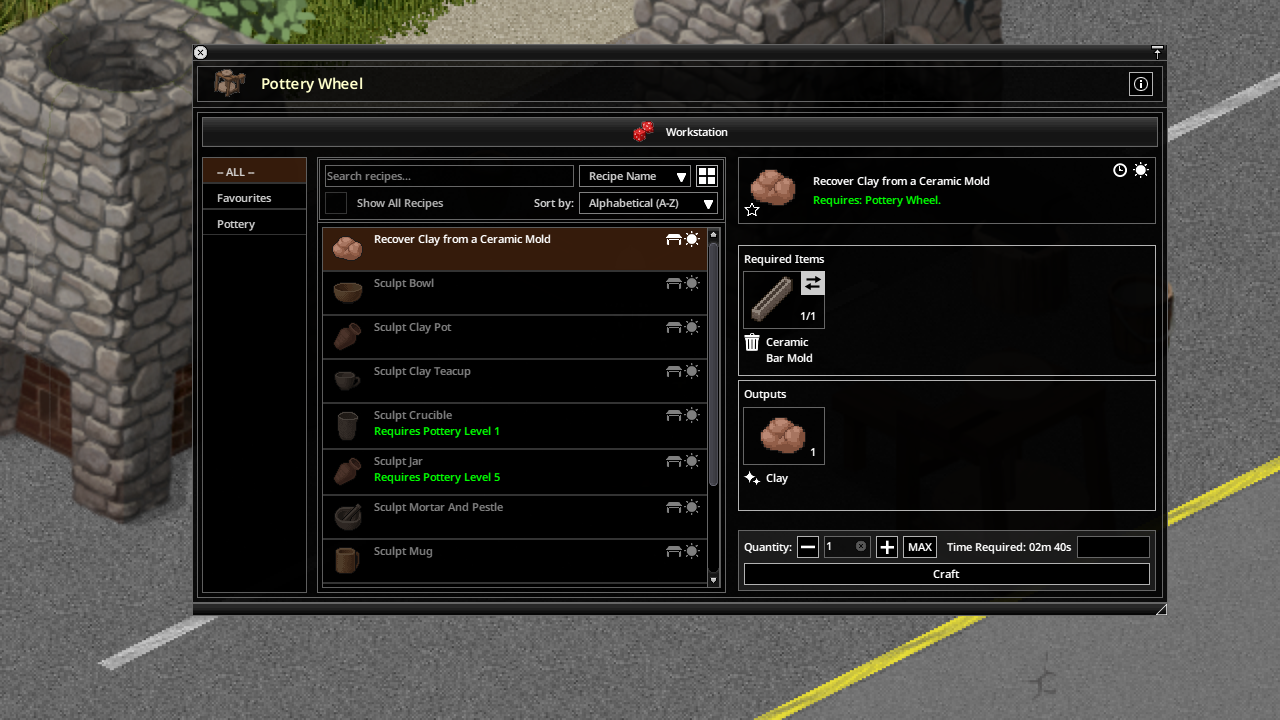 Pottery Wheel
Workstation
-- ALL --
Favourites
Pottery
Search recipes...
Recipe Name
Show All Recipes
Sort by:
Alphabetical (A-Z)
Recover Clay from a Ceramic Mold
Sculpt Bowl
Sculpt Clay Pot
Sculpt Clay Teacup
Sculpt Crucible
Requires Pottery Level 1
Sculpt Jar
Requires Pottery Level 5
Sculpt Mortar And Pestle
Sculpt Mug
Recover Clay from a Ceramic Mold
Requires: Pottery Wheel.
Required Items
1/1
Ceramic
Bar Mold
Outputs
1
Clay
Quantity:
1
MAX
Time Required: 02m 40s
Craft